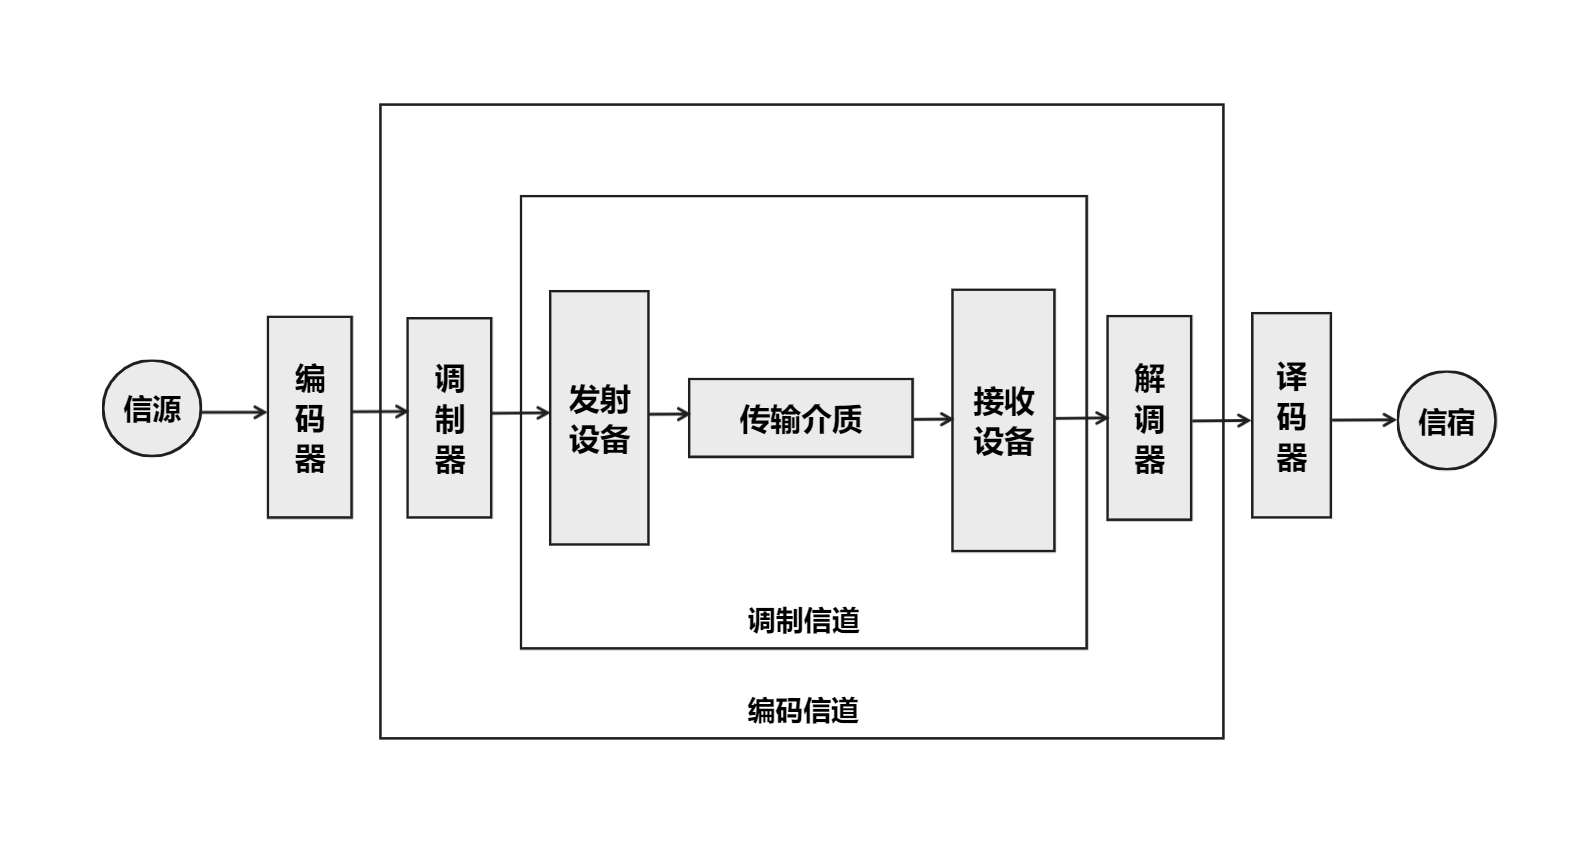 信源
编
码
器
调
制
器
发射
设备
传输介质
接收
设备
解
调
器
译
码
器
信宿
调制信道
编码信道